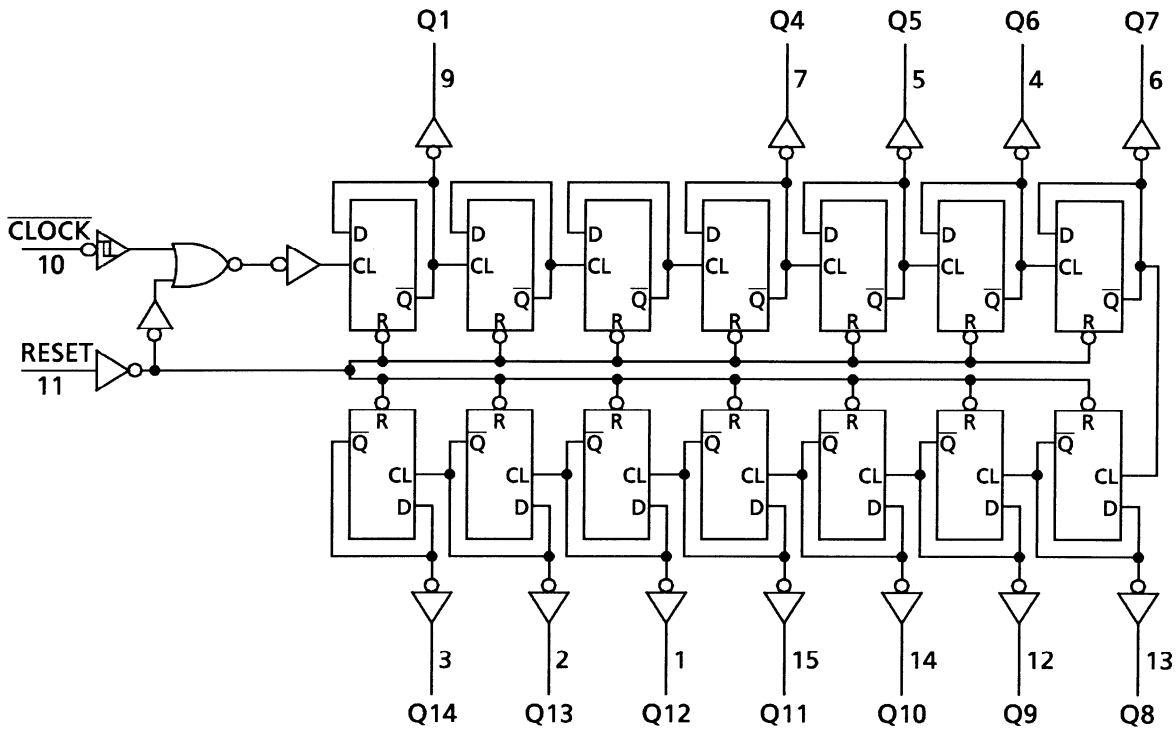 Q1 Q4 Q5 Q6 Q7
9 7 5 4 6
D D D D D D D
C̅L̅O̅C̅K̅
10
CL CL CL CL CL CL CL
Q̅ Q̅ Q̅ Q̅ Q̅ Q̅ Q̅
R R R R R R R
RESET
11
R R R R R R R
Q̅ Q̅ Q̅ Q̅ Q̅ Q̅ Q̅
CL CL CL CL CL CL CL
D D D D D D D
3 2 1 15 14 12 13
Q14 Q13 Q12 Q11 Q10 Q9 Q8